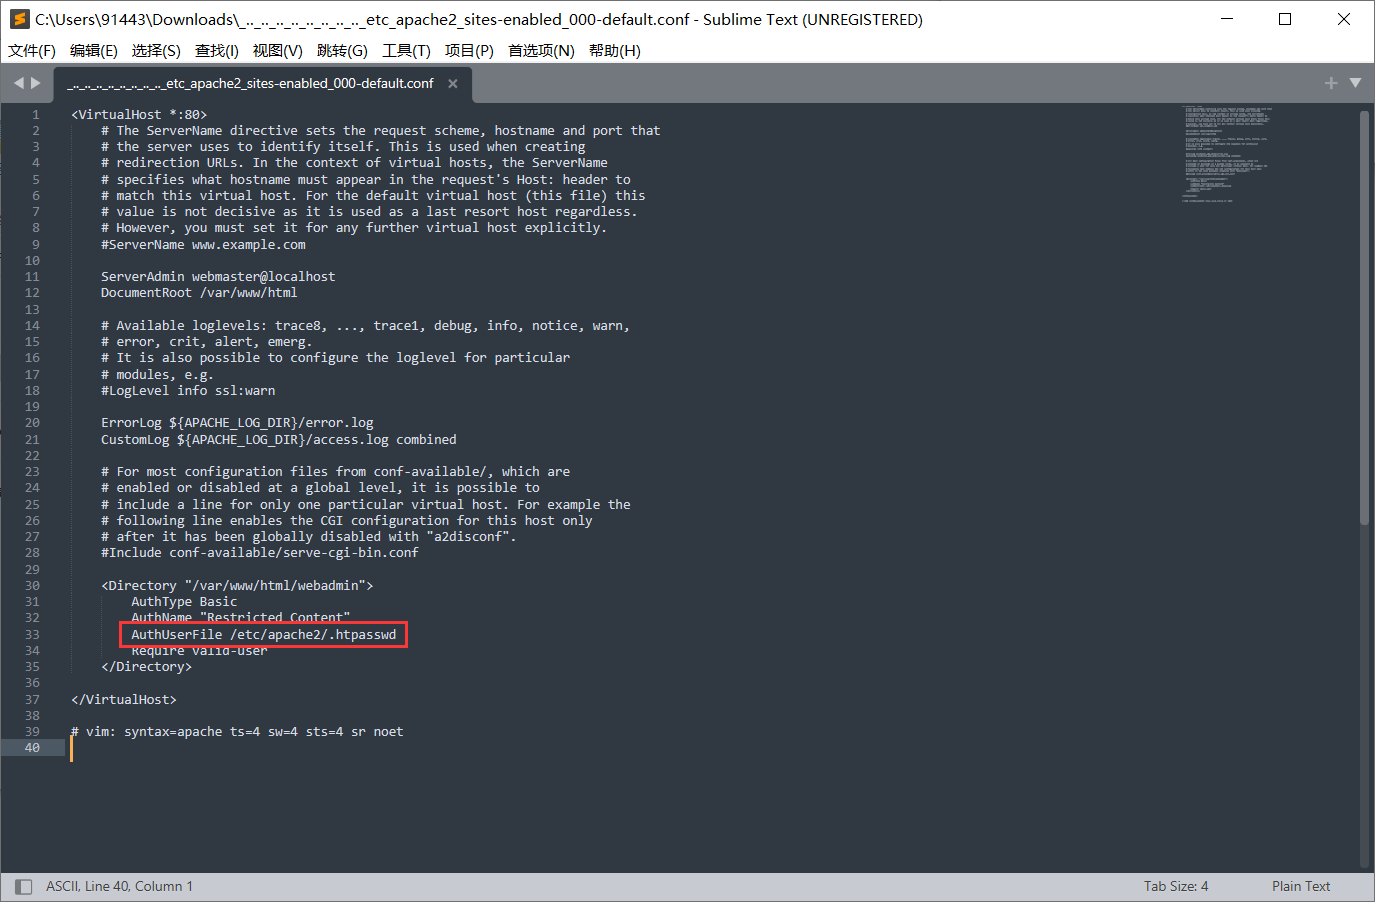 C:\Users\91443\Downloads\_.._.._.._.._.._.._.._.._etc_apache2_sites-enabled_000-default.conf - Sublime Text (UNREGISTERED)
文件(F) 编辑(E) 选择(S) 查找(I) 视图(V) 跳转(G) 工具(T) 项目(P) 首选项(N) 帮助(H)
_.._.._.._.._.._.._.._.._etc_apache2_sites-enabled_000-default.conf
1 <VirtualHost *:80>
2 # The ServerName directive sets the request scheme, hostname and port that
3 # the server uses to identify itself. This is used when creating
4 # redirection URLs. In the context of virtual hosts, the ServerName
5 # specifies what hostname must appear in the request's Host: header to
6 # match this virtual host. For the default virtual host (this file) this
7 # value is not decisive as it is used as a last resort host regardless.
8 # However, you must set it for any further virtual host explicitly.
9 #ServerName www.example.com
10
11 ServerAdmin webmaster@localhost
12 DocumentRoot /var/www/html
13
14 # Available loglevels: trace8, ..., trace1, debug, info, notice, warn,
15 # error, crit, alert, emerg.
16 # It is also possible to configure the loglevel for particular
17 # modules, e.g.
18 #LogLevel info ssl:warn
19
20 ErrorLog ${APACHE_LOG_DIR}/error.log
21 CustomLog ${APACHE_LOG_DIR}/access.log combined
22
23 # For most configuration files from conf-available/, which are
24 # enabled or disabled at a global level, it is possible to
25 # include a line for only one particular virtual host. For example the
26 # following line enables the CGI configuration for this host only
27 # after it has been globally disabled with "a2disconf".
28 #Include conf-available/serve-cgi-bin.conf
29
30 <Directory "/var/www/html/webadmin">
31 AuthType Basic
32 AuthName "Restricted Content"
33 AuthUserFile /etc/apache2/.htpasswd
34 Require valid-user
35 </Directory>
36
37 </VirtualHost>
38
39 # vim: syntax=apache ts=4 sw=4 sts=4 sr noet
40
ASCII, Line 40, Column 1
Tab Size: 4
Plain Text